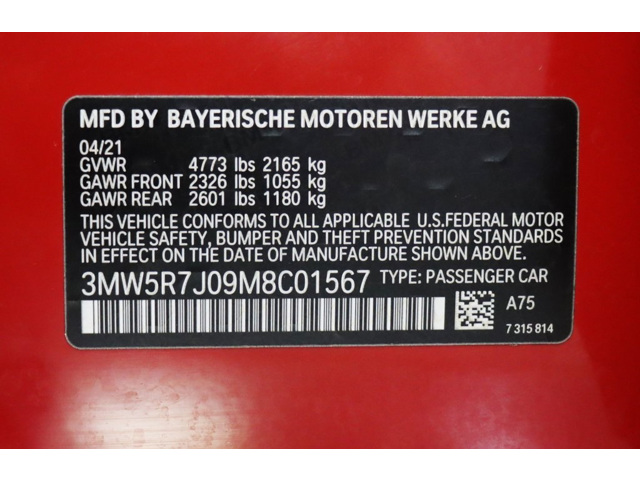 MFD BY BAYERISCHE MOTOREN WERKE AG
04/21
GVWR 4773 lbs 2165 kg
GAWR FRONT 2326 lbs 1055 kg
GAWR REAR 2601 lbs 1180 kg
THIS VEHICLE CONFORMS TO ALL APPLICABLE U.S.FEDERAL MOTOR
VEHICLE SAFETY, BUMPER AND THEFT PREVENTION STANDARDS
IN EFFECT ON THE DATE OF MANUFACTURE SHOWN ABOVE.
3MW5R7J09M8C01567 TYPE: PASSENGER CAR
A75
7 315 814